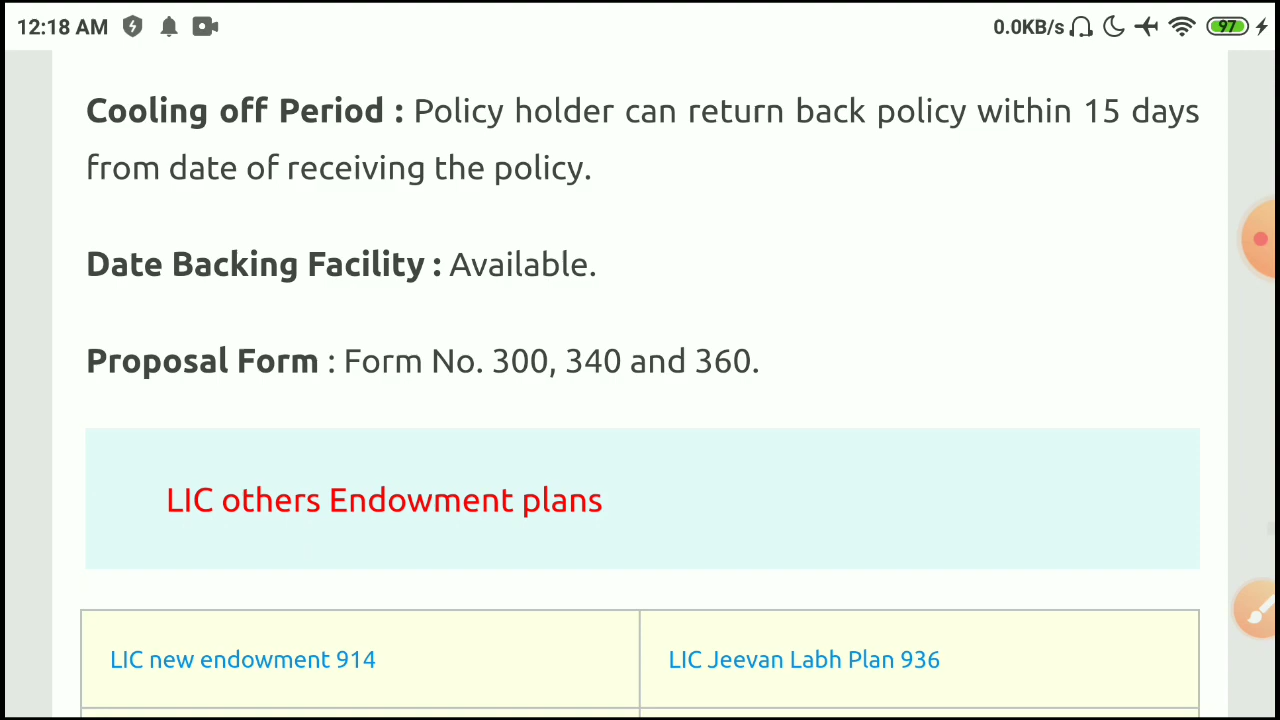 12:18 AM 0.0KB/s 97
Cooling off Period : Policy holder can return back policy within 15 days
from date of receiving the policy.
Date Backing Facility : Available.
Proposal Form : Form No. 300, 340 and 360.
LIC others Endowment plans
LIC new endowment 914
LIC Jeevan Labh Plan 936